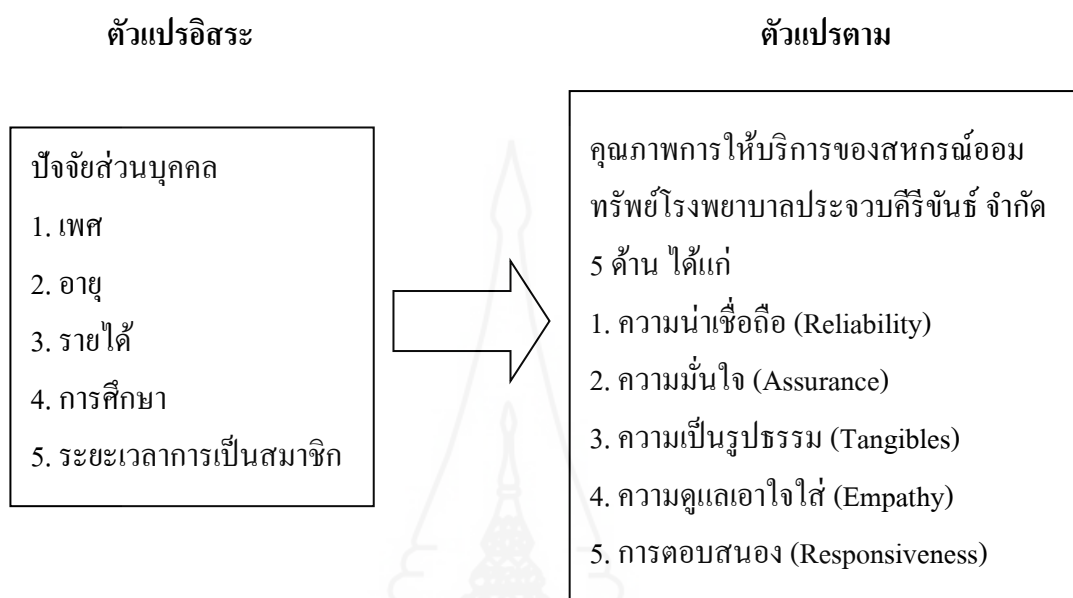 ตัวแปรอิสระ
ตัวแปรตาม
ปัจจัยส่วนบุคคล
1. เพศ
2. อายุ
3. รายได้
4. การศึกษา
5. ระยะเวลาการเป็นสมาชิก
คุณภาพการให้บริการของสหกรณ์ออม
ทรัพย์โรงพยาบาลประจวบคีรีขันธ์ จำกัด
5 ด้าน ได้แก่
1. ความน่าเชื่อถือ (Reliability)
2. ความมั่นใจ (Assurance)
3. ความเป็นรูปธรรม (Tangibles)
4. ความดูแลเอาใจใส่ (Empathy)
5. การตอบสนอง (Responsiveness)